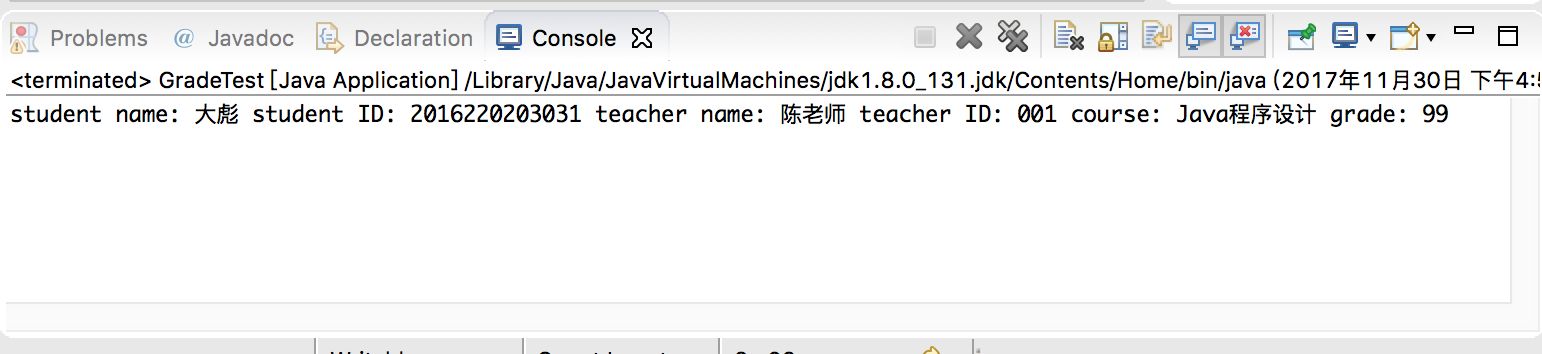 Problems @ Javadoc Declaration Console
<terminated> GradeTest [Java Application] /Library/Java/JavaVirtualMachines/jdk1.8.0_131.jdk/Contents/Home/bin/java (2017年11月30日 下午4:5
student name: 大彪 student ID: 2016220203031 teacher name: 陈老师 teacher ID: 001 course: Java程序设计 grade: 99